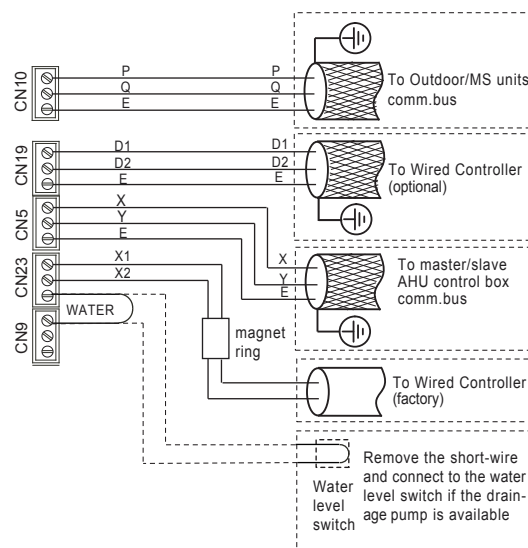 CN10
P
P
Q
Q
E
E
To Outdoor/MS units
comm.bus
CN19
D1
D1
D2
D2
E
E
To Wired Controller
(optional)
CN5
X
Y
E
X
Y
E
To master/slave
AHU control box
comm.bus
CN23
X1
X2
WATER
CN9
magnet
ring
To Wired Controller
(factory)
Water
level
switch
Remove the short-wire
and connect to the water
level switch if the drain-
age pump is available